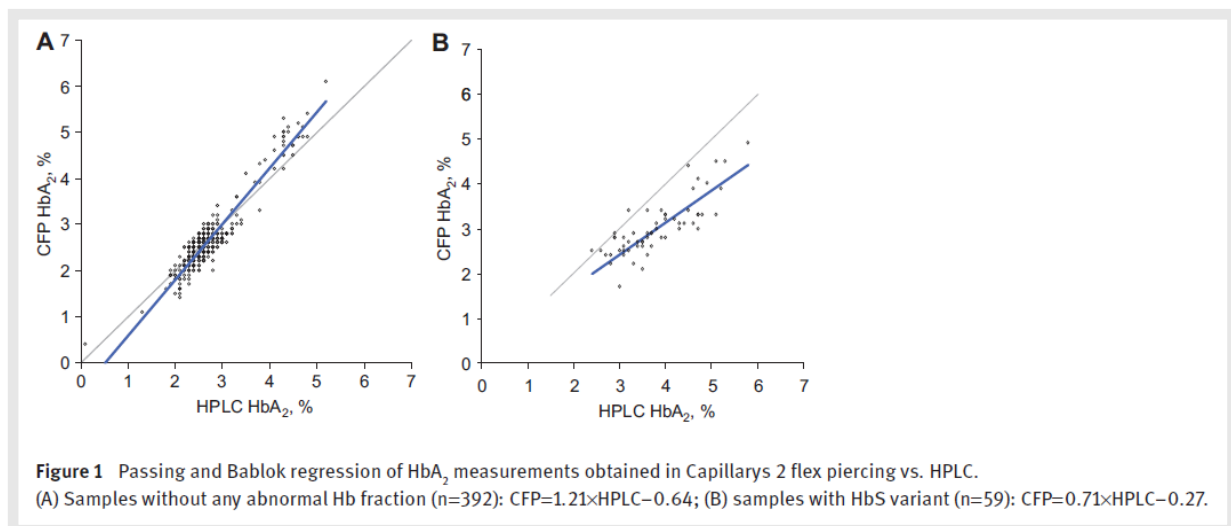 A
7
6
5
4
3
2
1
0
CFP HbA₂, %
0 1 2 3 4 5 6 7
HPLC HbA₂, %
B
7
6
5
4
3
2
1
0
CFP HbA₂, %
0 1 2 3 4 5 6 7
HPLC HbA₂, %
Figure 1 Passing and Bablok regression of HbA₂ measurements obtained in Capillarys 2 flex piercing vs. HPLC.
(A) Samples without any abnormal Hb fraction (n=392): CFP=1.21×HPLC–0.64; (B) samples with HbS variant (n=59): CFP=0.71×HPLC–0.27.